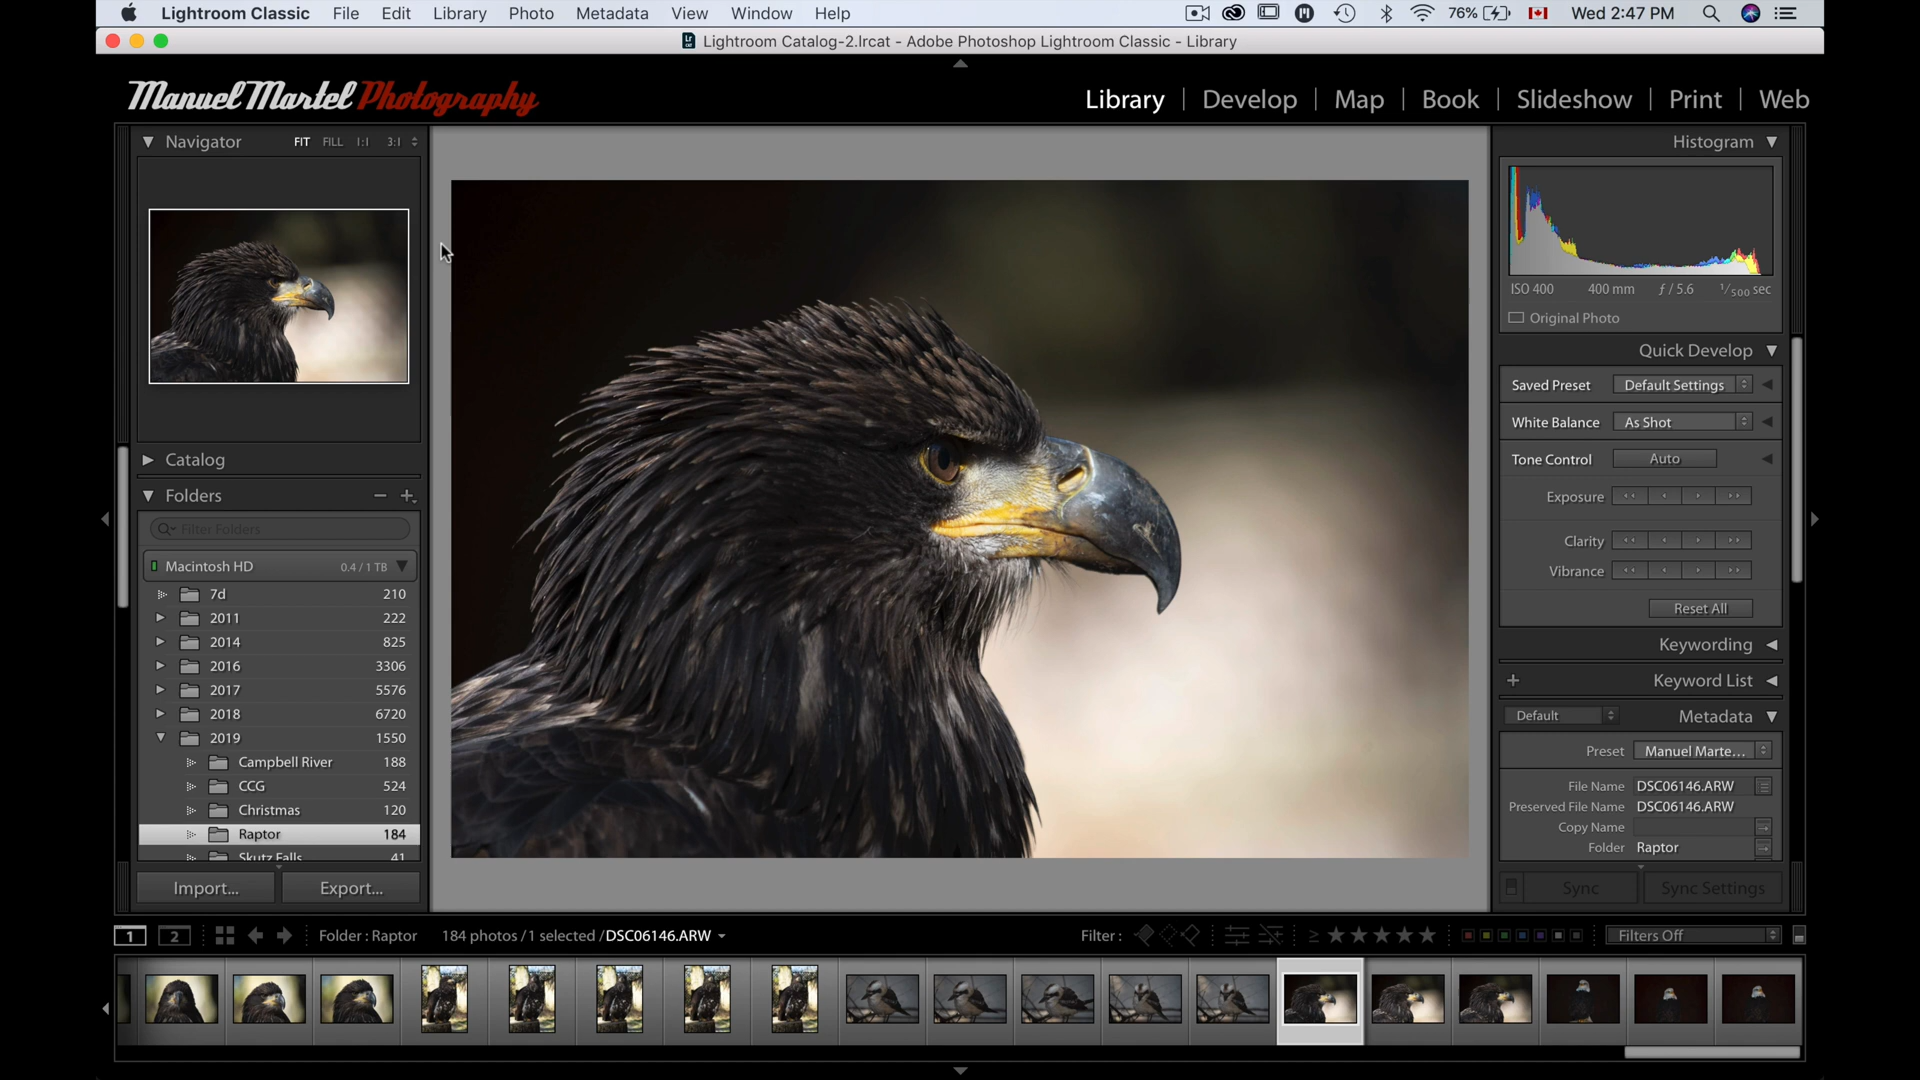 Lightroom Classic File Edit Library Photo Metadata View Window Help 76% Wed 2:47 PM
Lightroom Catalog-2.lrcat - Adobe Photoshop Lightroom Classic - Library
Manuel Martel Photography
Library | Develop | Map | Book | Slideshow | Print | Web
Navigator FIT FILL 1:1 3:1
Catalog
Folders
Filter Folders
Macintosh HD 0.4 / 1 TB
7d 210
2011 222
2014 825
2016 3306
2017 5576
2018 6720
2019 1550
Campbell River 188
CCG 524
Christmas 120
Raptor 184
Skutz Falls 41
Import... Export...
Histogram
ISO 400 400 mm ƒ / 5.6 1/500 sec
Original Photo
Quick Develop
Saved Preset Default Settings
White Balance As Shot
Tone Control Auto
Exposure
Clarity
Vibrance
Reset All
Keywording
Keyword List
Default Metadata
Preset Manuel Marte...
File Name DSC06146.ARW
Preserved File Name DSC06146.ARW
Copy Name
Folder Raptor
Sync Sync Settings
1 2 Folder : Raptor 184 photos / 1 selected / DSC06146.ARW Filter : Filters Off